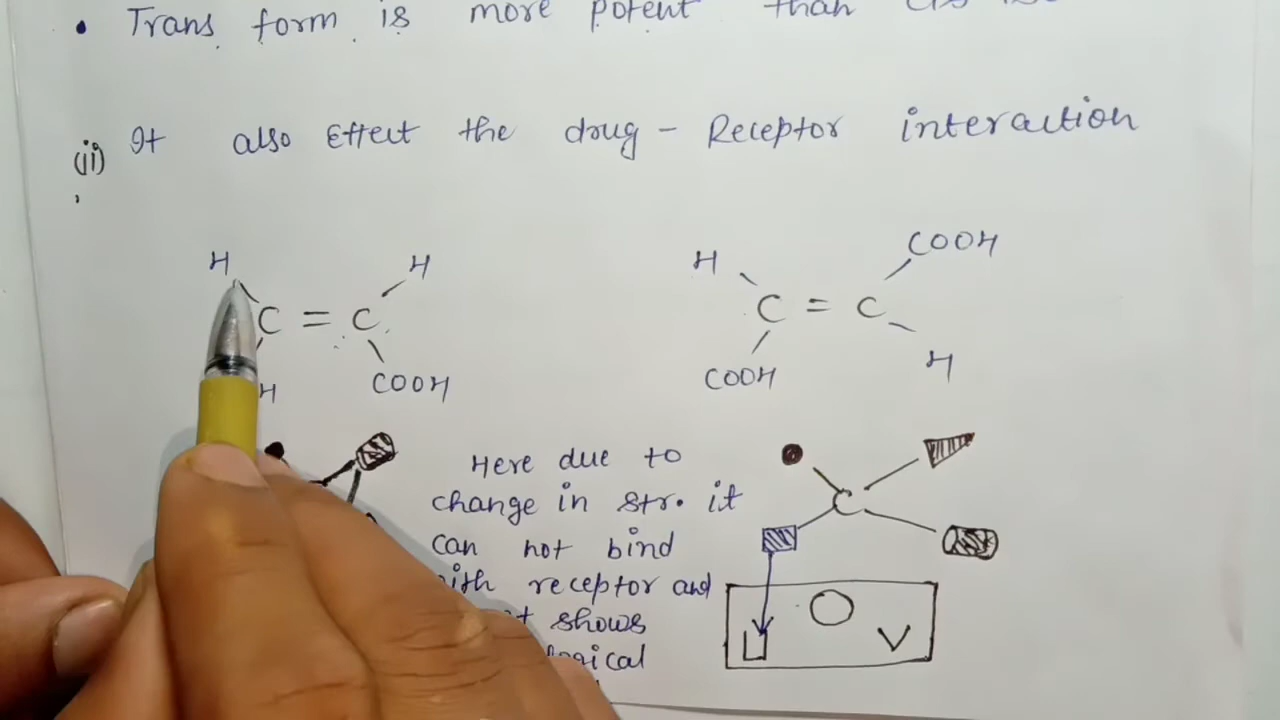 • Trans form is more potent than
(ii) It also Effect the drug - Receptor interaction
H H
C = C
H COOH
H COOH
C = C
COOH H
Here due to
change in str. it
can not bind
receptor and
shows
C